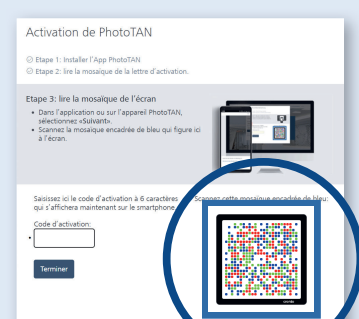 Activation de PhotoTAN
Etape 1: Installer l'App PhotoTAN
Etape 2: lire la mosaïque de la lettre d'activation.
Etape 3: lire la mosaïque de l'écran
• Dans l'application ou sur l'appareil PhotoTAN,
sélectionnez «Suivant».
• Scannez la mosaïque encadrée de bleu qui figure ici
à l'écran.
Saisissez ici le code d'activation à 6 caractères
qui s'affichera maintenant sur le smartphone.
Scannez cette mosaïque encadrée de bleu:
Code d'activation:
Terminer